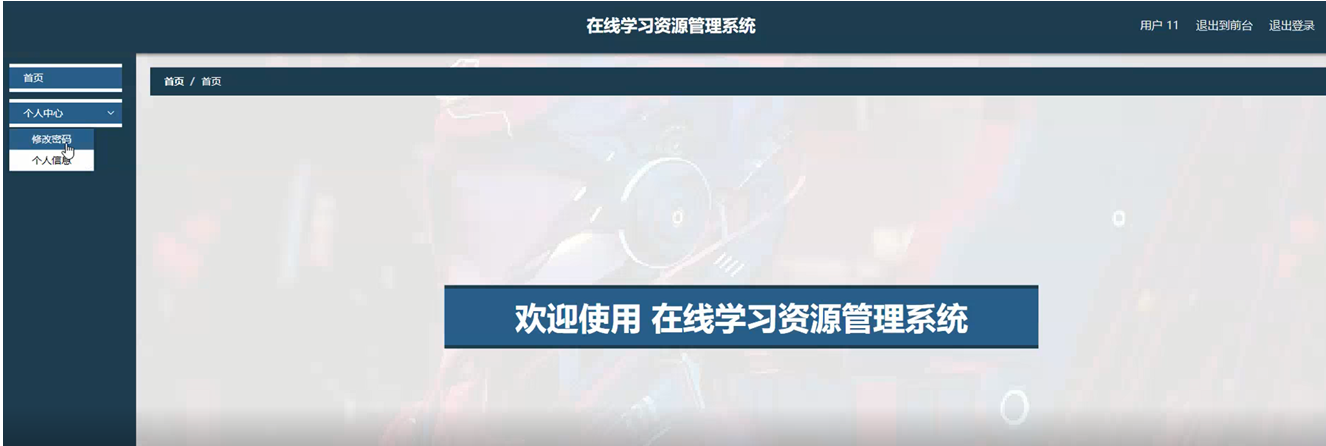 在线学习资源管理系统
用户 11 退出到前台 退出登录
首页
首页 / 首页
个人中心
修改密码
个人信息
欢迎使用 在线学习资源管理系统